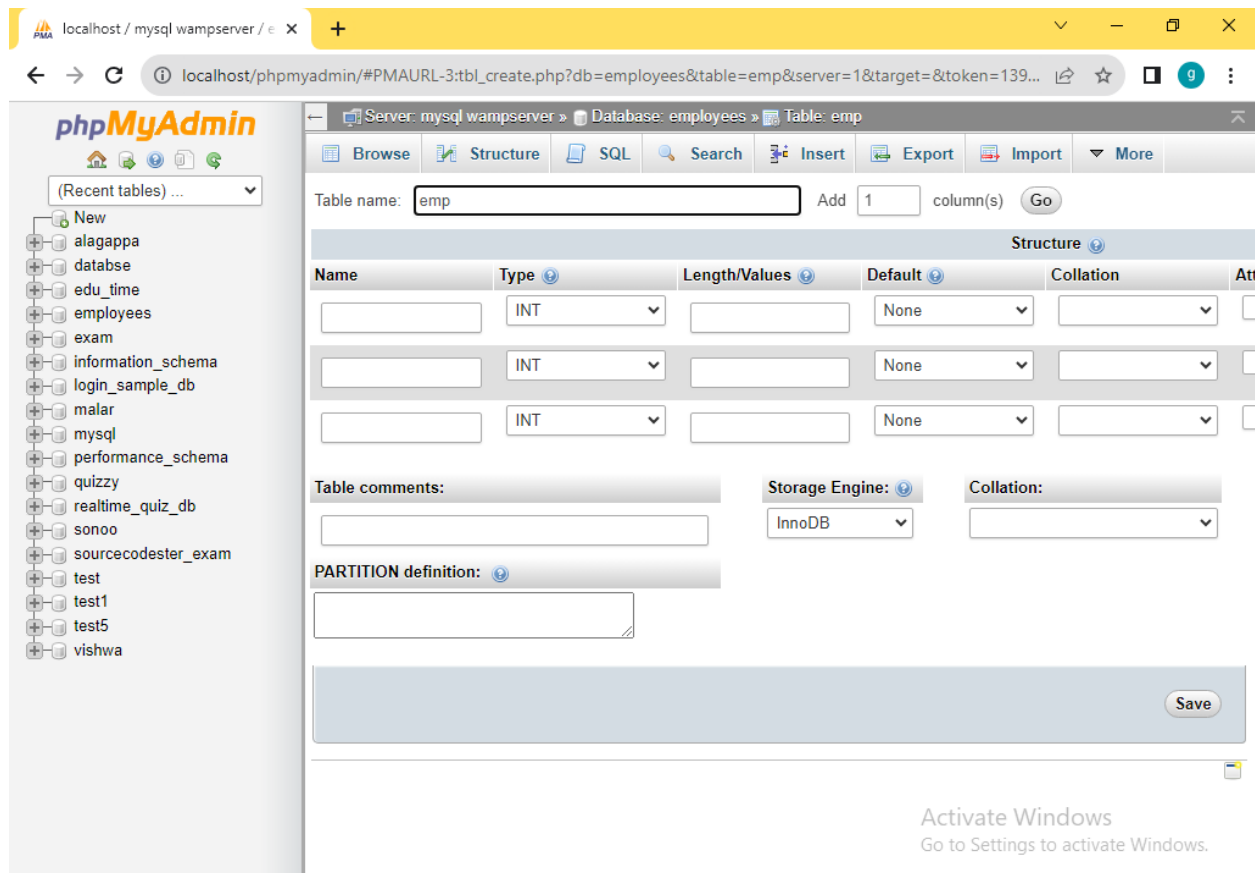 localhost / mysql wampserver / e
localhost/phpmyadmin/#PMAURL-3:tbl_create.php?db=employees&table=emp&server=1&target=&token=139...
g
phpMyAdmin
(Recent tables) ...
New
alagappa
databse
edu_time
employees
exam
information_schema
login_sample_db
malar
mysql
performance_schema
quizzy
realtime_quiz_db
sonoo
sourcecodester_exam
test
test1
test5
vishwa
Server: mysql wampserver » Database: employees » Table: emp
Browse Structure SQL Search Insert Export Import More
Table name: emp Add 1 column(s) Go
Structure
Name Type Length/Values Default Collation Att
INT None
INT None
INT None
Table comments: Storage Engine: Collation:
InnoDB
PARTITION definition:
Save
Activate Windows
Go to Settings to activate Windows.